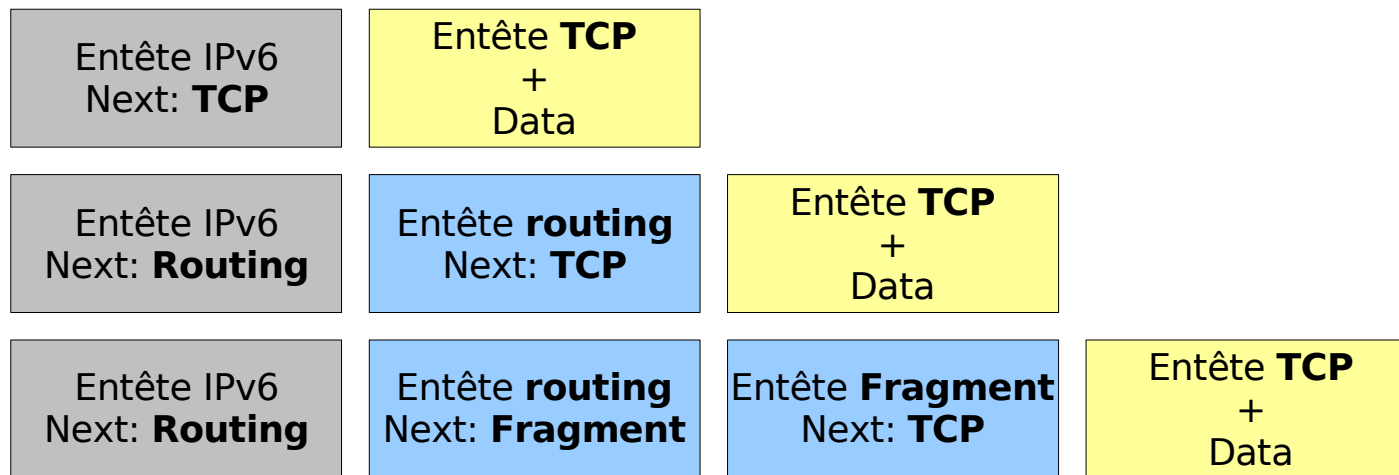 Entête IPv6
Next: TCP
Entête TCP
+
Data
Entête IPv6
Next: Routing
Entête routing
Next: TCP
Entête TCP
+
Data
Entête IPv6
Next: Routing
Entête routing
Next: Fragment
Entête Fragment
Next: TCP
Entête TCP
+
Data